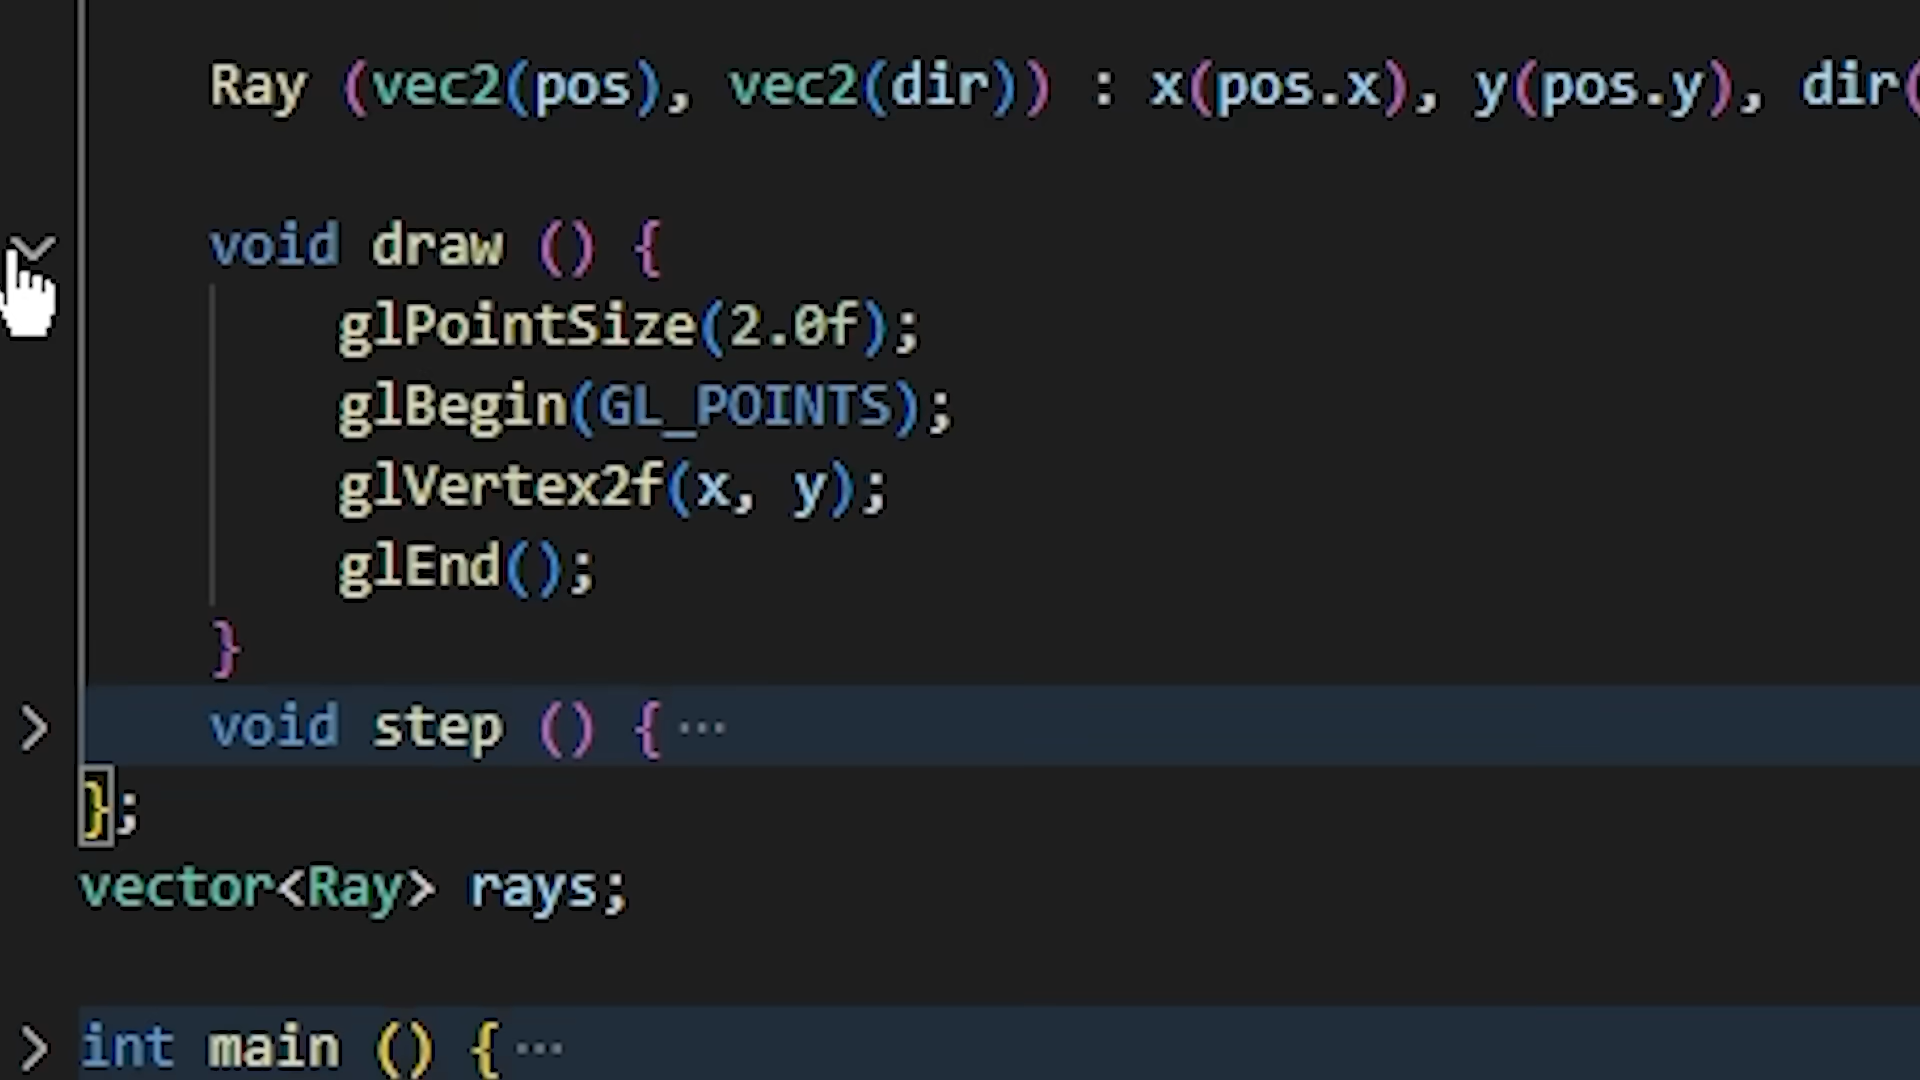 Ray (vec2(pos), vec2(dir)) : x(pos.x), y(pos.y), dir(
void draw () {
glPointSize(2.0f);
glBegin(GL_POINTS);
glVertex2f(x, y);
glEnd();
}
void step () { ···
};
vector<Ray> rays;
int main () { ···